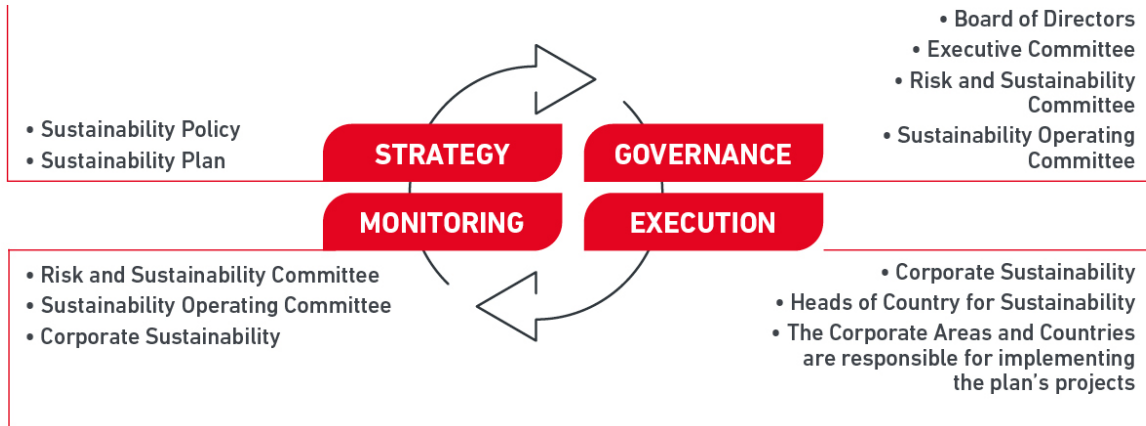 • Sustainability Policy
• Sustainability Plan
STRATEGY
GOVERNANCE
• Board of Directors
• Executive Committee
• Risk and Sustainability
Committee
• Sustainability Operating
Committee
MONITORING
• Risk and Sustainability Committee
• Sustainability Operating Committee
• Corporate Sustainability
EXECUTION
• Corporate Sustainability
• Heads of Country for Sustainability
• The Corporate Areas and Countries
are responsible for implementing
the plan's projects